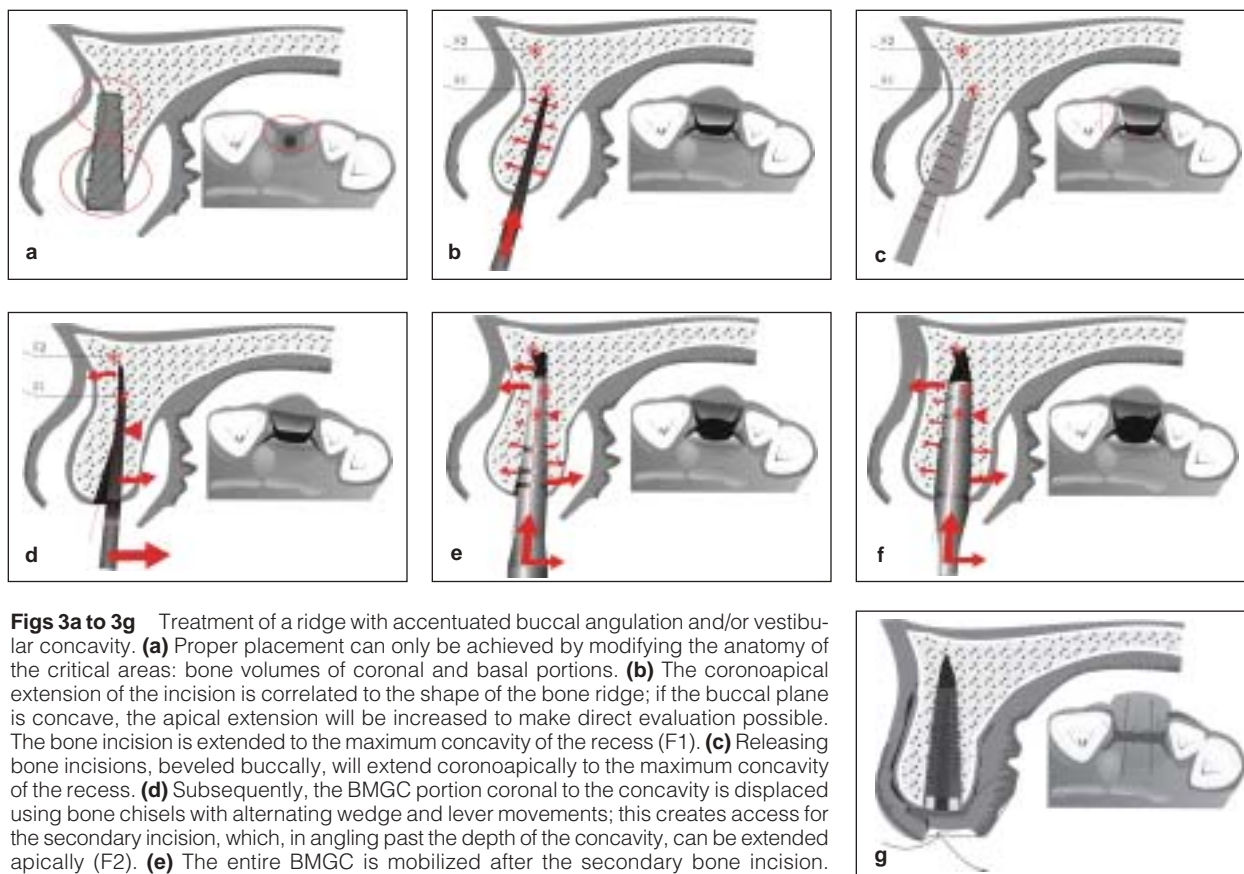 F2
F1
a
b
F2
F1
c
F2
F1
d
e
f
Figs 3a to 3g Treatment of a ridge with accentuated buccal angulation and/or vestibu-
lar concavity. (a) Proper placement can only be achieved by modifying the anatomy of
the critical areas: bone volumes of coronal and basal portions. (b) The coronoapical
extension of the incision is correlated to the shape of the bone ridge; if the buccal plane
is concave, the apical extension will be increased to make direct evaluation possible.
The bone incision is extended to the maximum concavity of the recess (F1). (c) Releasing
bone incisions, beveled buccally, will extend coronoapically to the maximum concavity
of the recess. (d) Subsequently, the BMGC portion coronal to the concavity is displaced
using bone chisels with alternating wedge and lever movements; this creates access for
the secondary incision, which, in angling past the depth of the concavity, can be extended
apically (F2). (e) The entire BMGC is mobilized after the secondary bone incision.
g